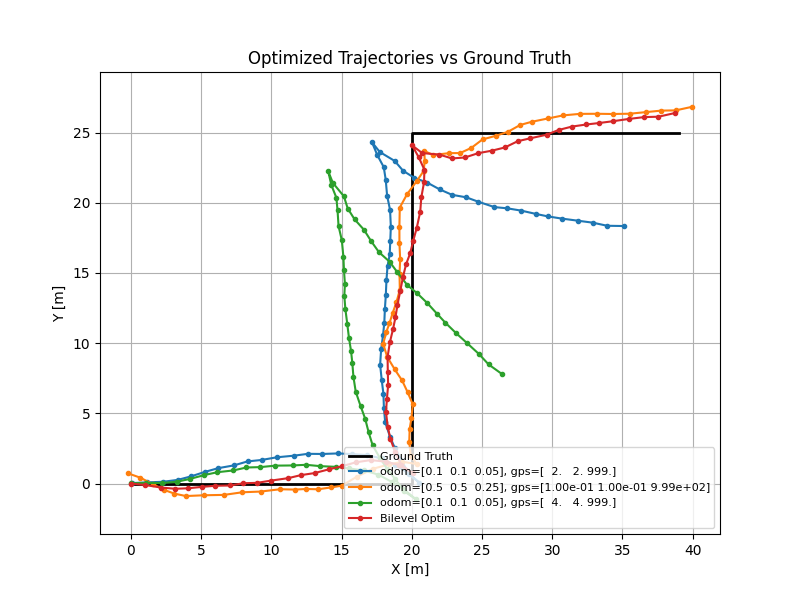 Optimized Trajectories vs Ground Truth
Y [m]
25
20
15
10
5
0
0 5 10 15 20 25 30 35 40
X [m]
Ground Truth
odom=[0.1 0.1 0.05], gps=[ 2. 2. 999.]
odom=[0.5 0.5 0.25], gps=[1.00e-01 1.00e-01 9.99e+02]
odom=[0.1 0.1 0.05], gps=[ 4. 4. 999.]
Bilevel Optim